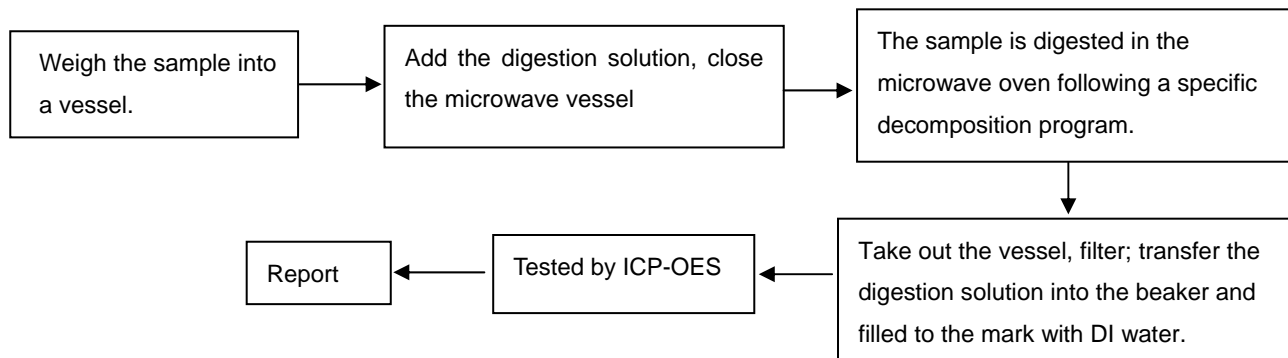 Weigh the sample into
a vessel.
Add the digestion solution, close
the microwave vessel
The sample is digested in the
microwave oven following a specific
decomposition program.
Take out the vessel, filter; transfer the
digestion solution into the beaker and
filled to the mark with DI water.
Tested by ICP-OES
Report